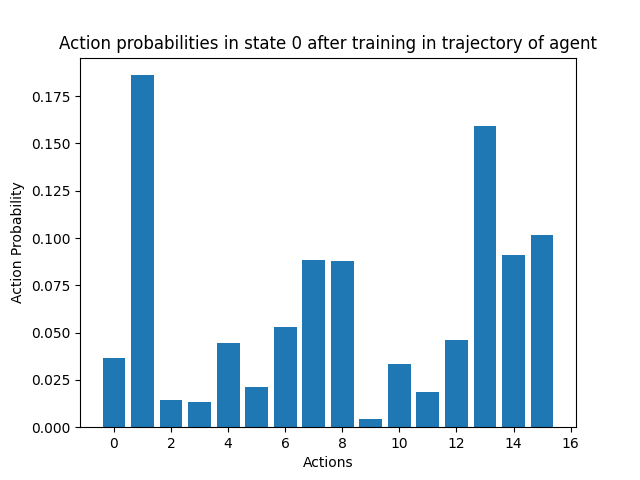 Action probabilities in state 0 after training in trajectory of agent
0.175
0.150
0.125
0.100
0.075
0.050
0.025
0.000
Action Probability
0 2 4 6 8 10 12 14 16
Actions